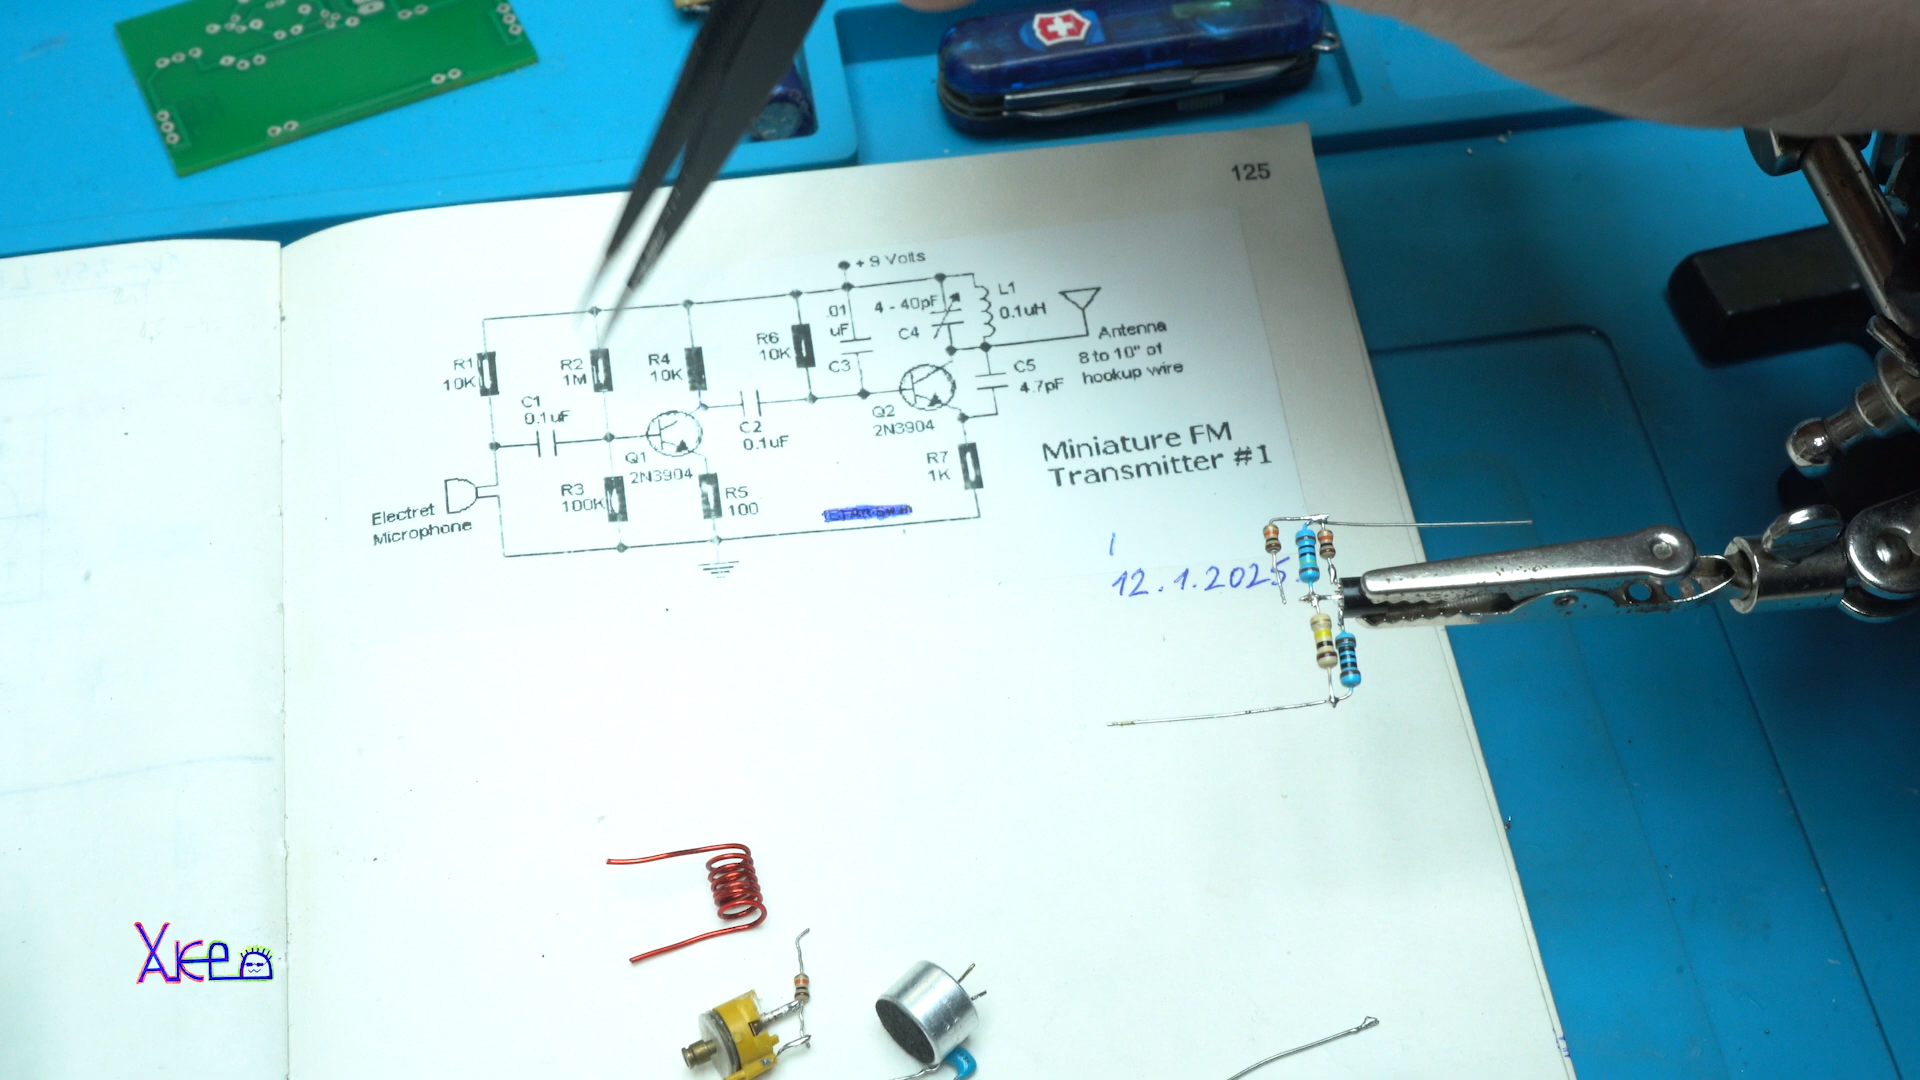 125
+ 9 Volts
.01
uF
C3
4 - 40pF
C4
L1
0.1uH
Antenna
8 to 10" of
hookup wire
R1
10K
R2
1M
R4
10K
R6
10K
C1
0.1uF
C2
0.1uF
C5
4.7pF
Q1
2N3904
Q2
2N3904
R3
100K
R5
100
R7
1K
Electret
Microphone
Miniature FM
Transmitter #1
12.1.2025.